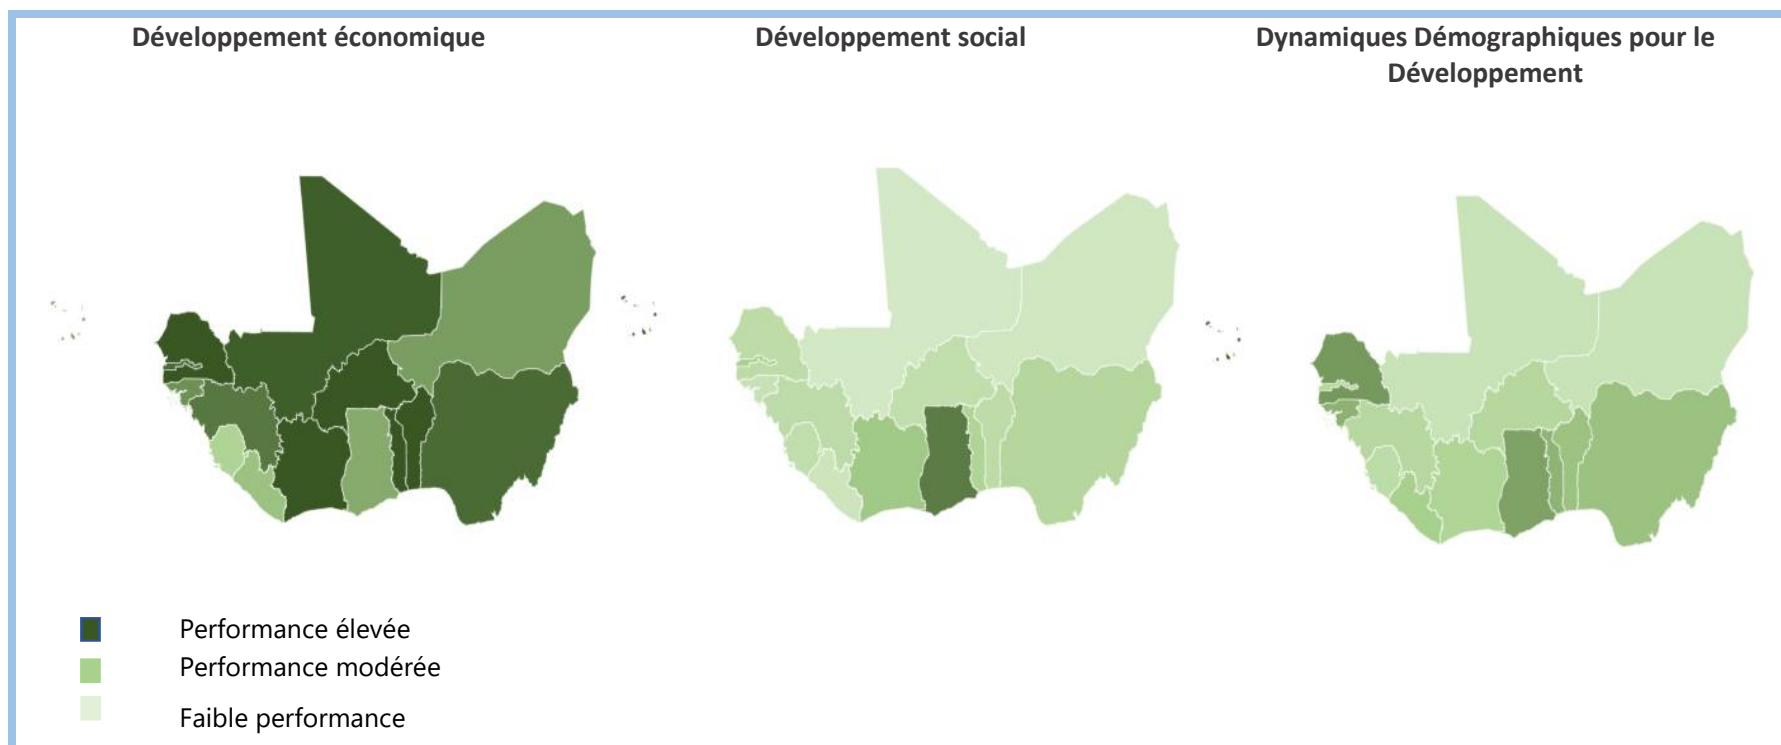 Développement économique
Développement social
Dynamiques Démographiques pour le
Développement
Performance élevée
Performance modérée
Faible performance